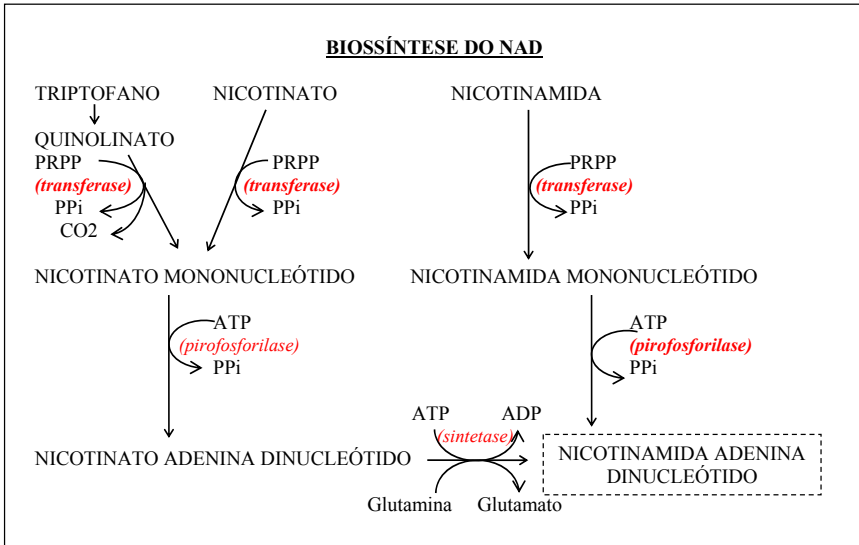 BIOSSÍNTESE DO NAD
TRIPTOFANO NICOTINATO NICOTINAMIDA
QUINOLINATO
PRPP PRPP PRPP
(transferase) (transferase) (transferase)
PPi PPi PPi
CO2
NICOTINATO MONONUCLEÓTIDO NICOTINAMIDA MONONUCLEÓTIDO
ATP ATP
(pirofosforilase) (pirofosforilase)
PPi PPi
ATP ADP
(sintetase)
NICOTINATO ADENINA DINUCLEÓTIDO NICOTINAMIDA ADENINA
DINUCLEÓTIDO
Glutamina Glutamato